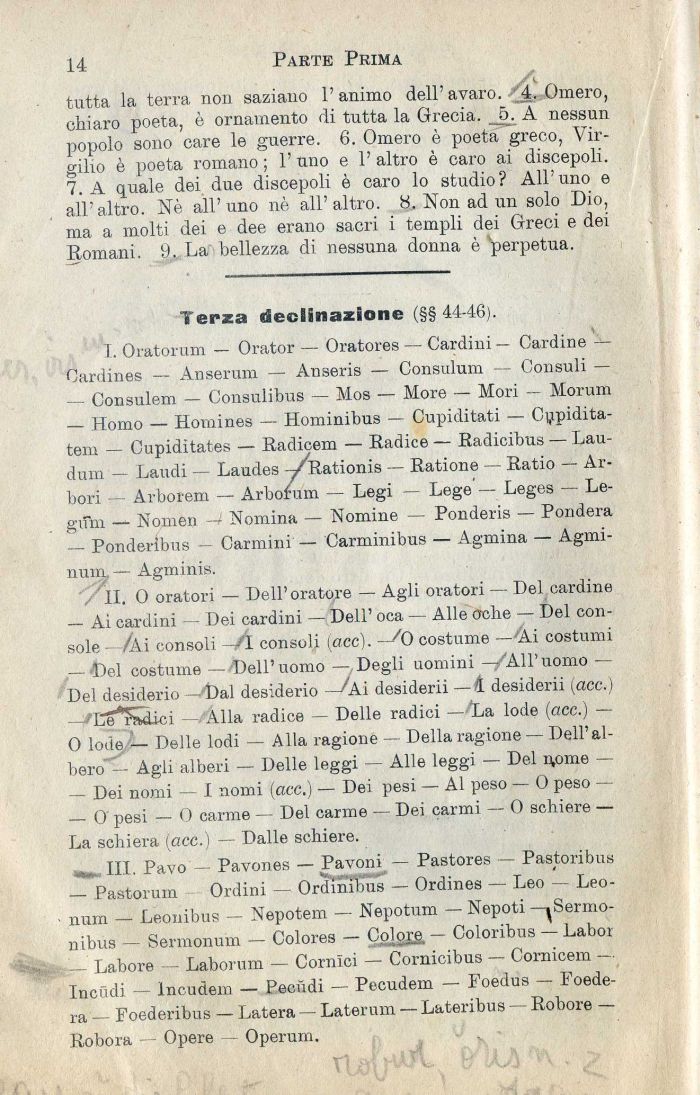 14
PARTE PRIMA
tutta la terra non saziano l'animo dell'avaro. 4. Omero,
chiaro poeta, è ornamento di tutta la Grecia. 5. A nessun
popolo sono care le guerre. 6. Omero è poeta greco, Vir-
gilio è poeta romano; l'uno e l'altro è caro ai discepoli.
7. A quale dei due discepoli è caro lo studio? All'uno e
all'altro. Nè all'uno nè all'altro. 8. Non ad un solo Dio,
ma a molti dei e dee erano sacri i templi dei Greci e dei
Romani. 9. La bellezza di nessuna donna è perpetua.
Terza declinazione (§§ 44-46).
I. Oratorum — Orator — Oratores — Cardini — Cardine —
Cardines — Anserum — Anseris — Consulum — Consuli —
— Consulem — Consulibus — Mos — More — Mori — Morum
— Homo — Homines — Hominibus — Cupiditati — Cupidita-
tem — Cupiditates — Radicem — Radice — Radicibus — Lau-
dum — Laudi — Laudes — Rationis — Ratione — Ratio — Ar-
bori — Arborem — Arborum — Legi — Lege — Leges — Le-
gum — Nomen — Nomina — Nomine — Ponderis — Pondera
— Ponderibus — Carmini — Carminibus — Agmina — Agmi-
num — Agminis.
II. O oratori — Dell'oratore — Agli oratori — Del cardine
— Ai cardini — Dei cardini — Dell'oca — Alle oche — Del con-
sole — Ai consoli — I consoli (acc). — O costume — Ai costumi
— Del costume — Dell'uomo — Degli uomini — All'uomo —
Del desiderio — Dal desiderio — Ai desiderii — I desiderii (acc.)
— Le radici — Alla radice — Delle radici — La lode (acc.) —
O lode — Delle lodi — Alla ragione — Della ragione — Dell'al-
bero — Agli alberi — Delle leggi — Alle leggi — Del nome —
— Dei nomi — I nomi (acc.) — Dei pesi — Al peso — O peso —
— O pesi — O carme — Del carme — Dei carmi — O schiere —
La schiera (acc.) — Dalle schiere.
III. Pavo — Pavones — Pavoni — Pastores — Pastoribus
— Pastorum — Ordini — Ordinibus — Ordines — Leo — Leo-
num — Leonibus — Nepotem — Nepotum — Nepoti — Sermo-
nibus — Sermonum — Colores — Colore — Coloribus — Labor
— Labore — Laborum — Cornīci — Cornicibus — Cornicem —
Incūdi — Incudem — Pecŭdi — Pecudem — Foedus — Foede-
ra — Foederibus — Latera — Laterum — Lateribus — Robore —
Robora — Opere — Operum.
robur, ŏris n.